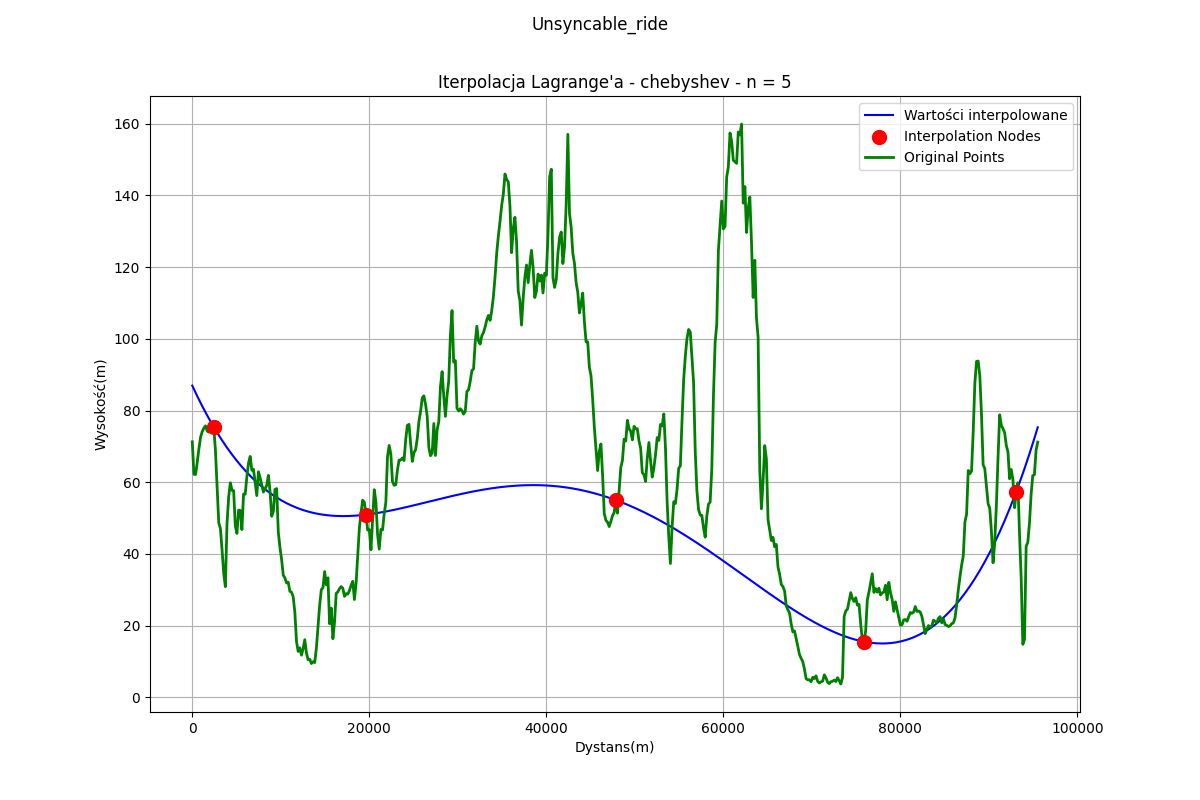 Unsyncable_ride
Iterpolacja Lagrange'a - chebyshev - n = 5
Wartości interpolowane
Interpolation Nodes
Original Points
Wysokość(m)
160
140
120
100
80
60
40
20
0
0 20000 40000 60000 80000 100000
Dystans(m)